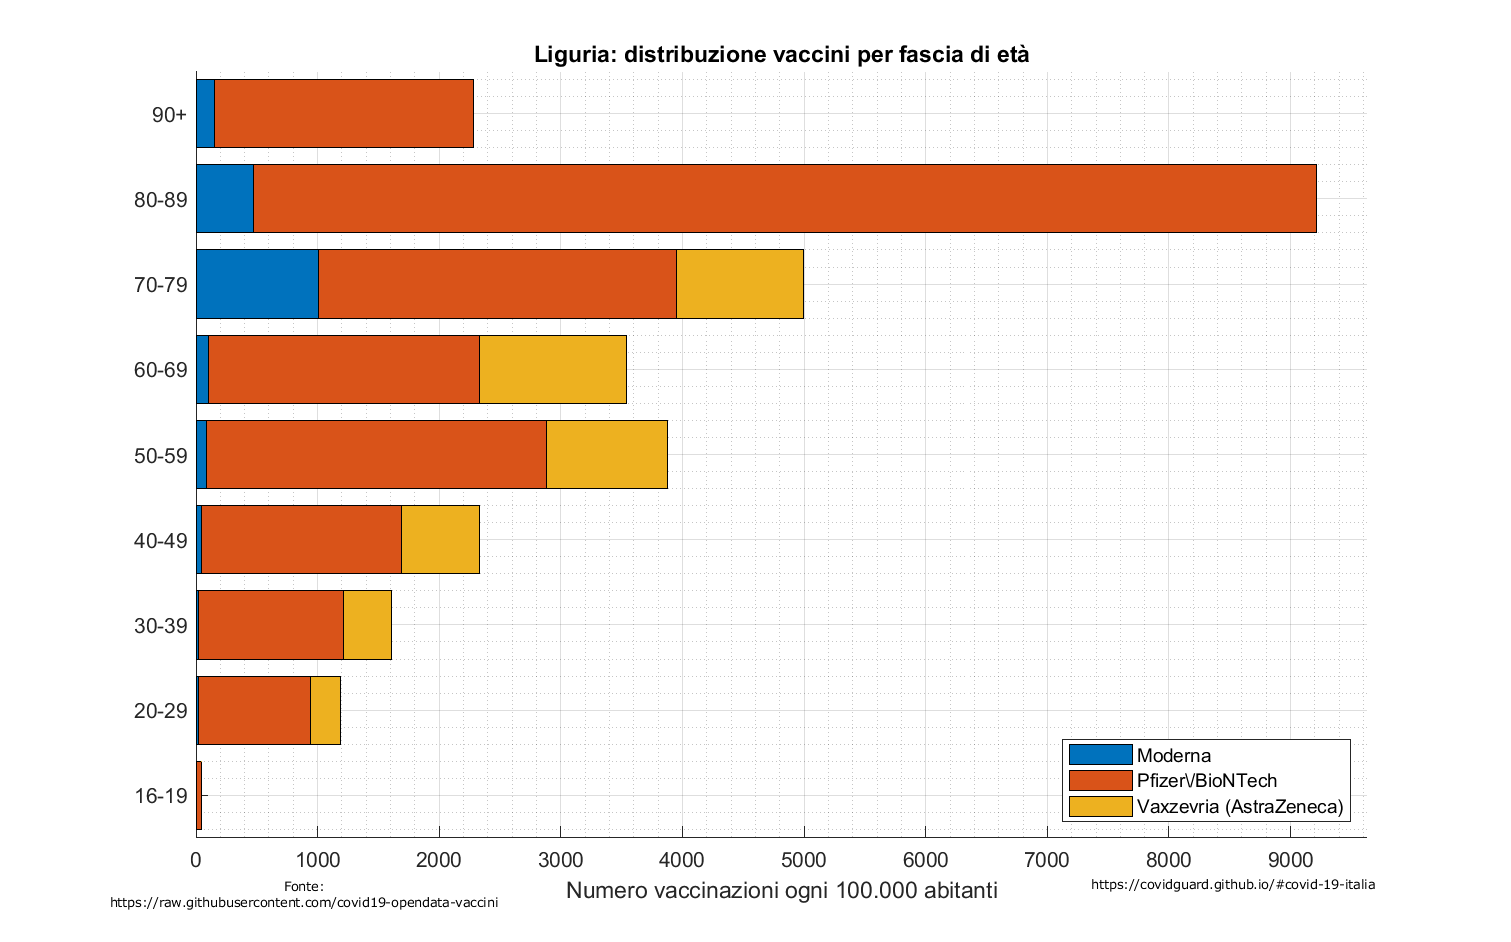 Liguria: distribuzione vaccini per fascia di età
90+
80-89
70-79
60-69
50-59
40-49
30-39
20-29
16-19
Moderna
Pfizer\/BioNTech
Vaxzevria (AstraZeneca)
0 1000 2000 3000 4000 5000 6000 7000 8000 9000
Numero vaccinazioni ogni 100.000 abitanti
Fonte:
https://raw.githubusercontent.com/covid19-opendata-vaccini
https://covidguard.github.io/#covid-19-italia